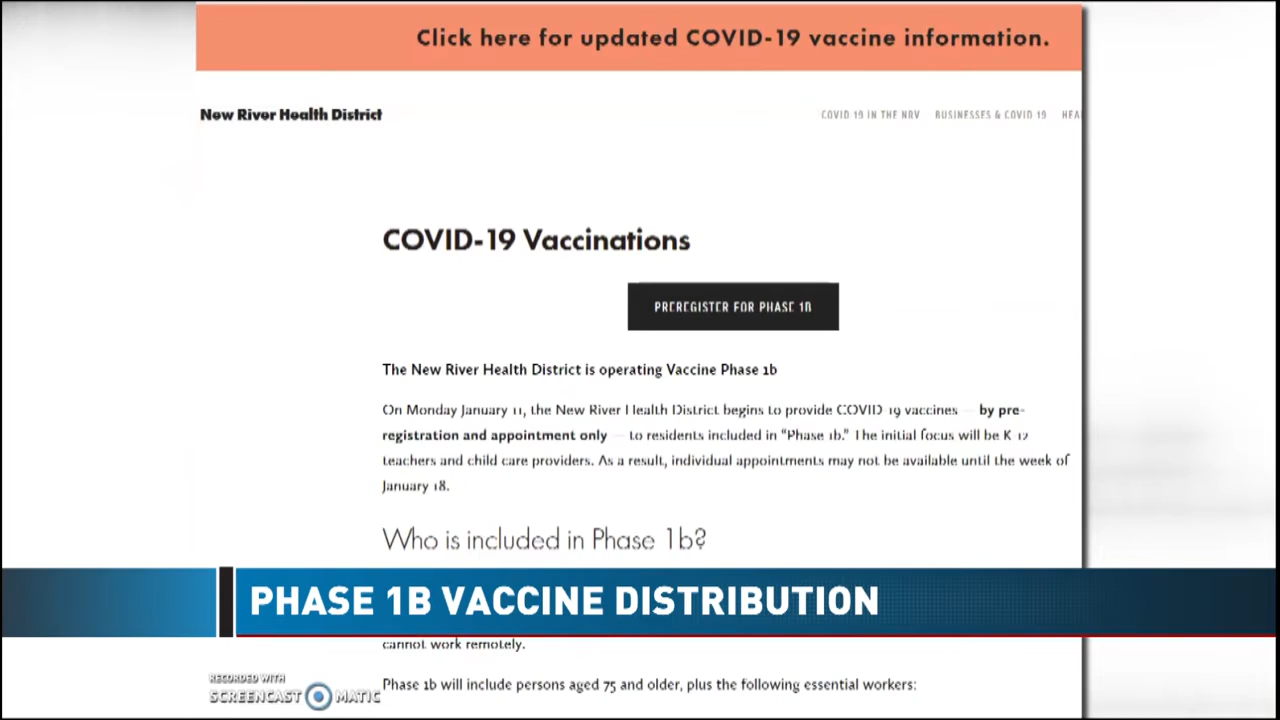 Click here for updated COVID-19 vaccine information.
New River Health District
COVID 19 IN THE NRV BUSINESSES & COVID 19 HEA
COVID-19 Vaccinations
PREREGISTER FOR PHASE 1B
The New River Health District is operating Vaccine Phase 1b
On Monday January 11, the New River Health District begins to provide COVID 19 vaccines — by pre-
registration and appointment only — to residents included in “Phase 1b.” The initial focus will be K 12
teachers and child care providers. As a result, individual appointments may not be available until the week of
January 18.
Who is included in Phase 1b?
PHASE 1B VACCINE DISTRIBUTION
cannot work remotely.
Phase 1b will include persons aged 75 and older, plus the following essential workers:
RECORDED WITH
SCREENCAST MATIC